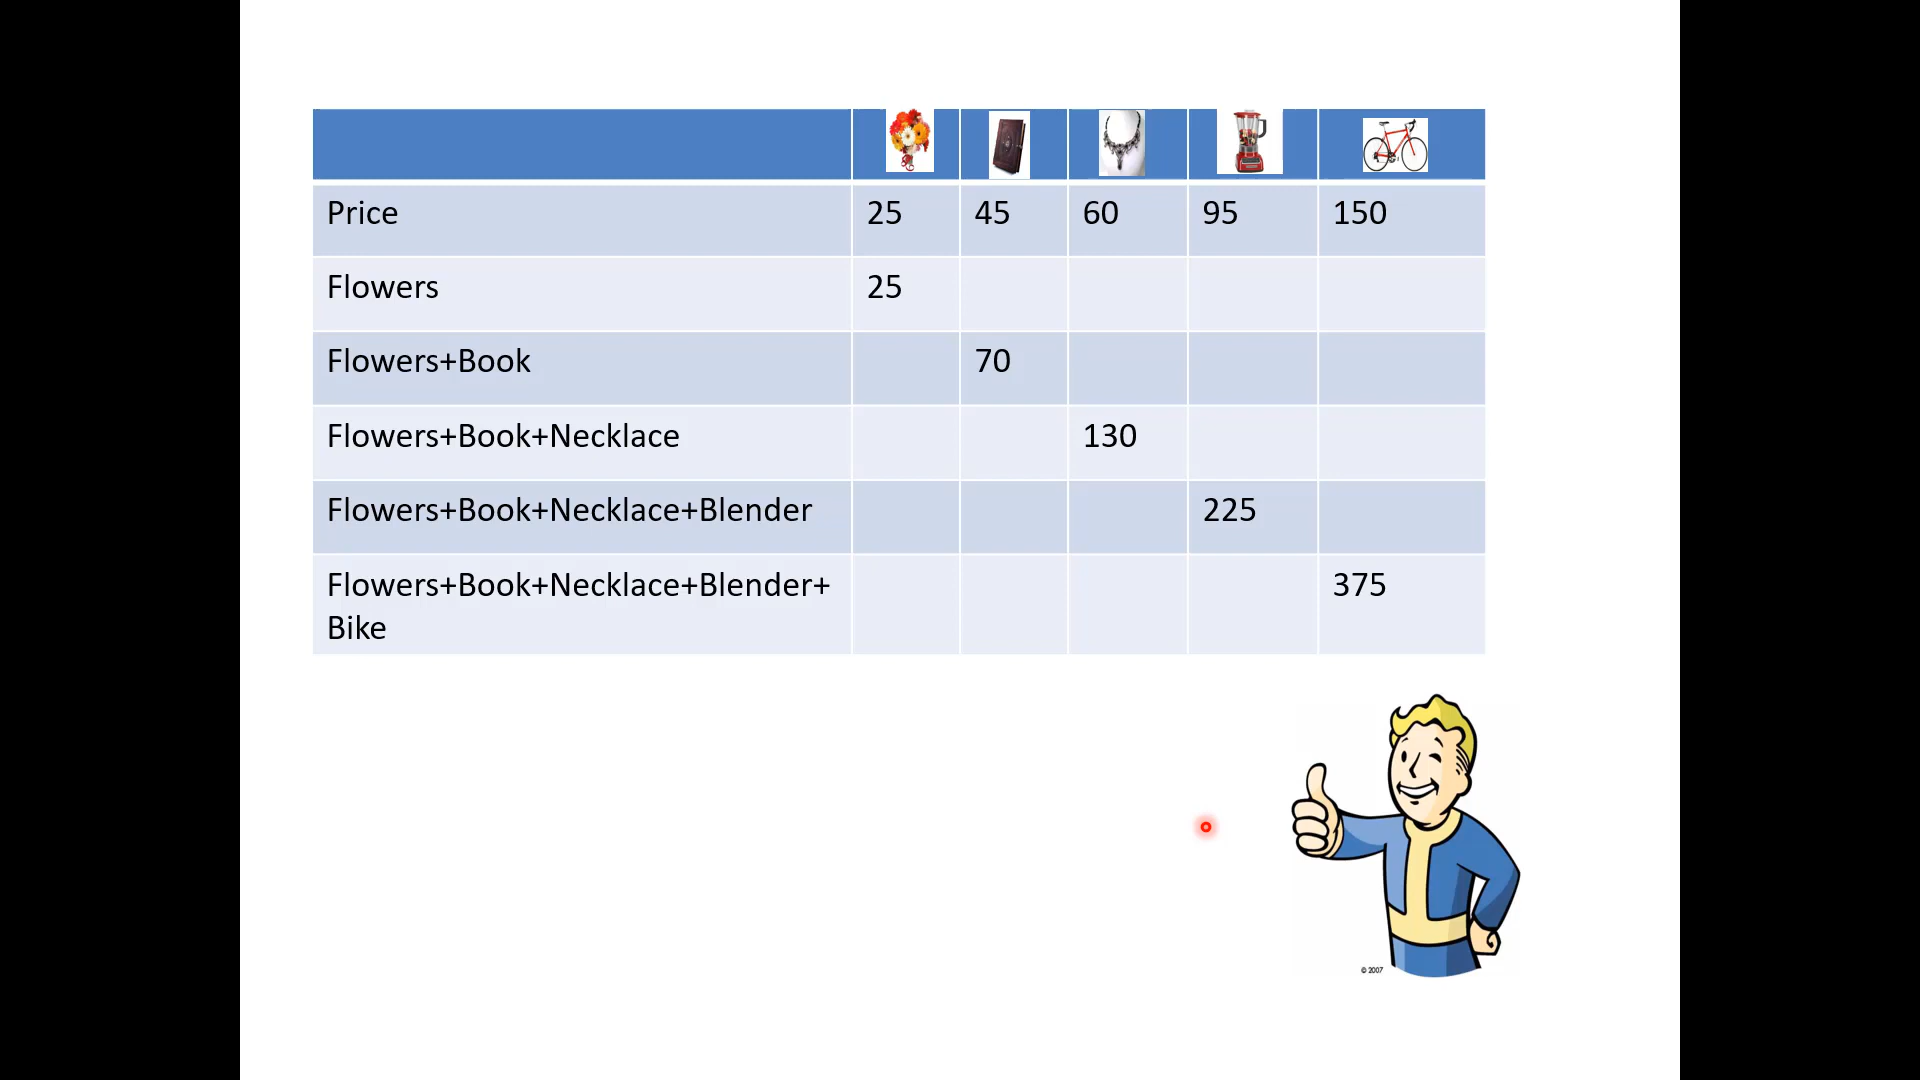 Price 25 45 60 95 150
Flowers 25
Flowers+Book 70
Flowers+Book+Necklace 130
Flowers+Book+Necklace+Blender 225
Flowers+Book+Necklace+Blender+ 375
Bike
© 2007